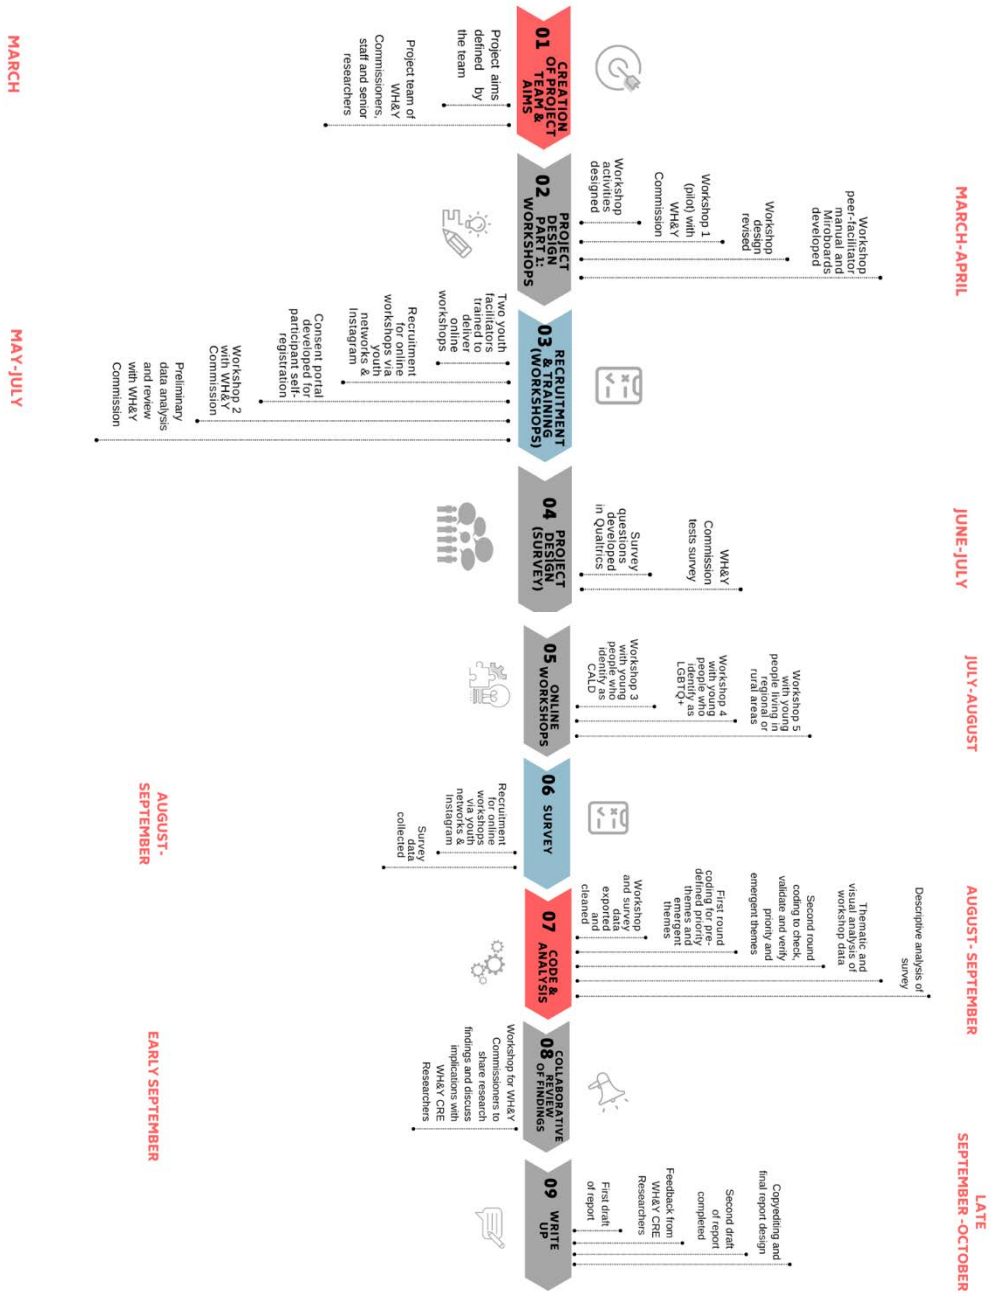 MARCH
01
CREATION
OF PROJECT
TEAM &
AIMS
Project aims
defined by
the team
Project team of
WH&Y
Commissioners,
staff and senior
researchers
MARCH-APRIL
02
PROJECT
DESIGN
PART 1:
WORKSHOPS
Workshop
activities
designed
Workshop 1
(pilot) with
WH&Y
Commission
Workshop
design
revised
Workshop
peer-facilitator
manual and
Miroboards
developed
MAY-JULY
03
RECRUITMENT
& TRAINING
(WORKSHOPS)
Two youth
facilitators
trained to
deliver
online
workshops
Recruitment
for online
workshops via
youth
networks &
Instagram
Consent portal
developed for
participant self-
registration
Workshop 2
with WH&Y
Commission
Preliminary
data analysis
and review
with WH&Y
Commission
JUNE-JULY
04
PROJECT
DESIGN
(SURVEY)
Survey
questions
developed
in Qualtrics
WH&Y
Commission
tests survey
JULY-AUGUST
05
ONLINE
WORKSHOPS
Workshop 3
with young
people who
identify as
CALD
Workshop 4
with young
people who
identify as
LGBTQ+
Workshop 5
with young
people living in
regional or
rural areas
AUGUST-
SEPTEMBER
06
SURVEY
Recruitment
for online
workshops
via youth
networks &
Instagram
Survey
data
collected
AUGUST- SEPTEMBER
07
CODE &
ANALYSIS
Workshop
and survey
data
exported
and
cleaned
First round
coding for pre-
defined priority
themes and
emergent
themes
Second round
coding to check,
validate and verify
priority and
emergent themes
Thematic and
visual analysis of
workshop data
Descriptive analysis of
survey
EARLY SEPTEMBER
08
COLLABORATIVE
REVIEW
OF FINDINGS
Workshop for WH&Y
Commissioners to
share research
findings and discuss
implications with
WH&Y CRE
Researchers
LATE
SEPTEMBER -OCTOBER
09
WRITE
UP
First draft
of report
Feedback from
WH&Y CRE
Researchers
Second draft
of report
completed
Copyediting and
final report design